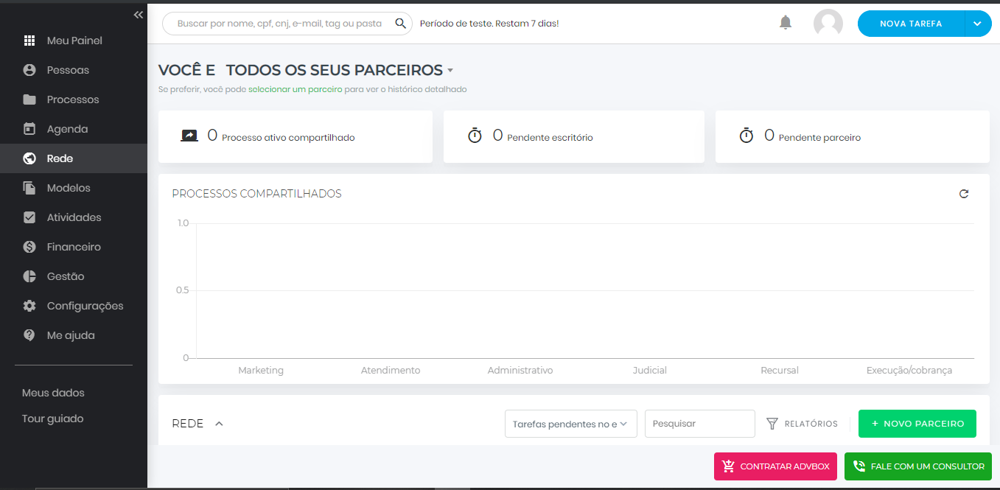 Meu Painel
Pessoas
Processos
Agenda
Rede
Modelos
Atividades
Financeiro
Gestão
Configurações
Me ajuda
Meus dados
Tour guiado
Buscar por nome, cpf, cnj, e-mail, tag ou pasta
Período de teste. Restam 7 dias!
NOVA TAREFA
VOCÊ E TODOS OS SEUS PARCEIROS
Se preferir, você pode selecionar um parceiro para ver o histórico detalhado
0 Processo ativo compartilhado
0 Pendente escritório
0 Pendente parceiro
PROCESSOS COMPARTILHADOS
1.0
0.5
0
Marketing
Atendimento
Administrativo
Judicial
Recursal
Execução/cobrança
REDE
Tarefas pendentes no e
Pesquisar
RELATÓRIOS
+ NOVO PARCEIRO
CONTRATAR ADVBOX
FALE COM UM CONSULTOR